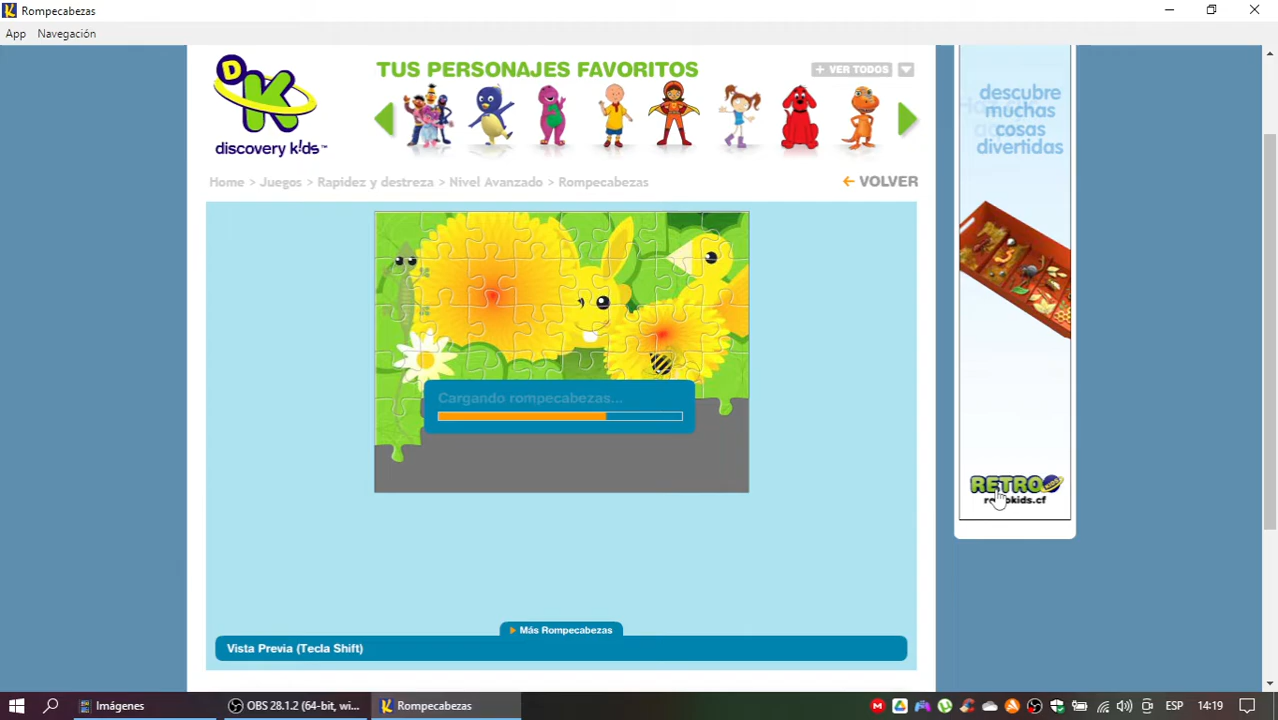 Rompecabezas
App Navegación
D
K
discovery k!ds™
TUS PERSONAJES FAVORITOS
+ VER TODOS
Home > Juegos > Rapidez y destreza > Nivel Avanzado > Rompecabezas
VOLVER
Cargando rompecabezas...
Más Rompecabezas
Vista Previa (Tecla Shift)
descubre
muchas
cosas
divertidas
RETRO
Imágenes
OBS 28.1.2 (64-bit, wi...
Rompecabezas
ESP
14:19